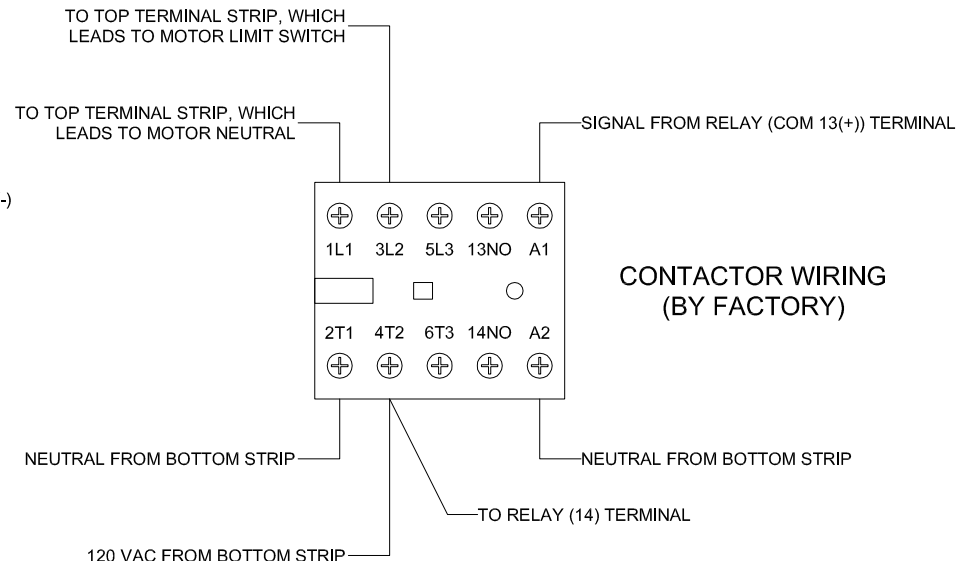 TO TOP TERMINAL STRIP, WHICH
LEADS TO MOTOR LIMIT SWITCH
TO TOP TERMINAL STRIP, WHICH
LEADS TO MOTOR NEUTRAL
SIGNAL FROM RELAY (COM 13(+)) TERMINAL
-)
1L1 3L2 5L3 13NO A1
CONTACTOR WIRING
(BY FACTORY)
2T1 4T2 6T3 14NO A2
NEUTRAL FROM BOTTOM STRIP
NEUTRAL FROM BOTTOM STRIP
TO RELAY (14) TERMINAL
120 VAC FROM BOTTOM STRIP